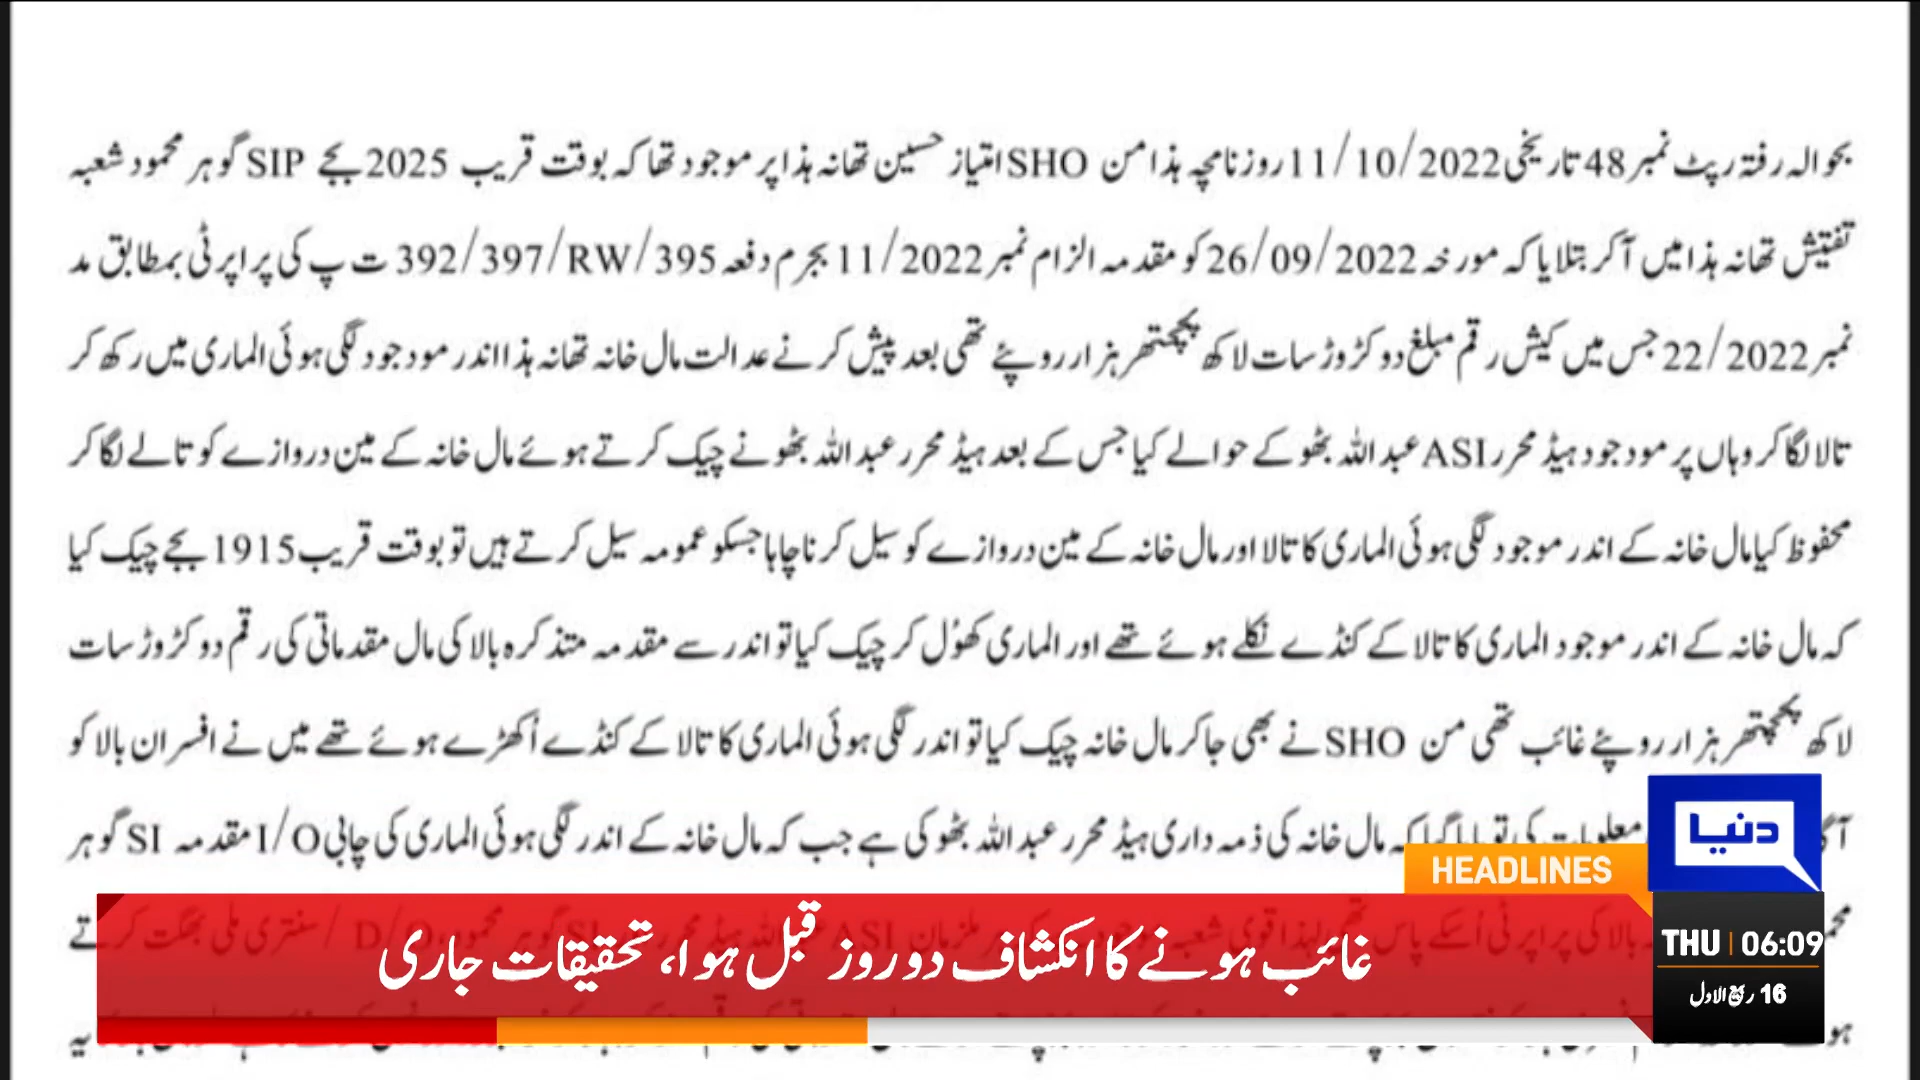 بحوالہ رفتہ رپٹ نمبر 48 تاریخی 11/10/2022 روزنامچہ ہذا من SHO امتیاز حسین تھانہ ہذا پر موجود تھا کہ بوقت قریب 2025 بجے SIP گوہر محمود شعبہ
تفتیش تھانہ ہذا میں آکر بتلایا کہ مورخہ 26/09/2022 کو مقدمہ الزام نمبر 11/2022 بجرم دفعہ 392/397/RW/395 ت پ کی پراپرٹی بمطابق مد
نمبر 22/2022 جس میں کیش رقم مبلغ دو کروڑ سات لاکھ پچھتر ہزار روپئے تھی بعد پیش کرنے عدالت مال خانہ تھانہ ہذا اندر موجود لگی ہوئی الماری میں رکھ کر
تالا لگا کر وہاں پر موجود ہیڈ محرر ASI عبداللہ بھٹو کے حوالے کیا جس کے بعد ہیڈ محرر عبداللہ بھٹو نے چیک کرتے ہوئے مال خانہ کے مین دروازے کو تالے لگا کر
محفوظ کیا مال خانہ کے اندر موجود لگی ہوئی الماری کا تالا اور مال خانہ کے مین دروازے کو سیل کرنا چاہا جسکو عمومہ سیل کرتے ہیں تو بوقت قریب 1915 بجے چیک کیا
کہ مال خانہ کے اندر موجود الماری کا تالا کے کنڈے نکلے ہوئے تھے اور الماری کھول کر چیک کیا تو اندر سے مقدمہ متذکرہ بالا کی مال مقدماتی کی رقم دو کروڑ سات
لاکھ پچھتر ہزار روپئے غائب تھی من SHO نے بھی جا کر مال خانہ چیک کیا تو اندر لگی ہوئی الماری کا تالا کے کنڈے اُکھڑے ہوئے تھے میں نے افسران بالا کو
معلومات کی تو پایا گیا کہ مال خانہ کی ذمہ داری ہیڈ محرر عبداللہ بھٹو کی ہے جب کہ مال خانہ کے اندر لگی ہوئی الماری کی چابی I/O مقدمہ SI گوہر
دنیا
HEADLINES
غائب ہونے کا انکشاف دو روز قبل ہوا، تحقیقات جاری
THU 06:09
16 ربیع الاول